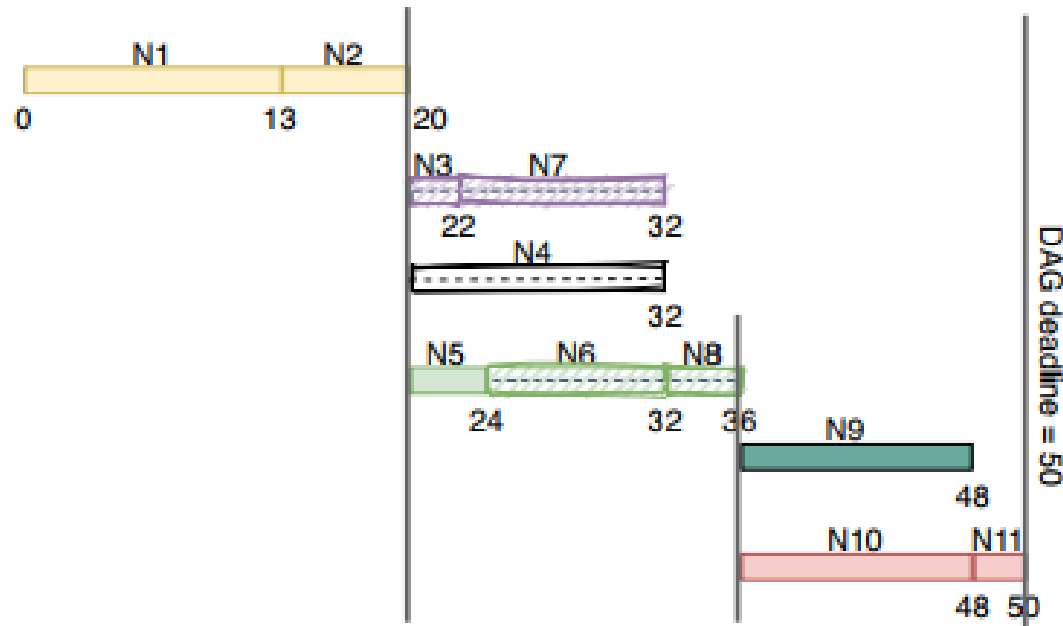 N1 N2
0 13 20
N3 N7
22 32
N4
32
N5 N6 N8
24 32 36
N9
48
N10 N11
48 50
DAG deadline = 50